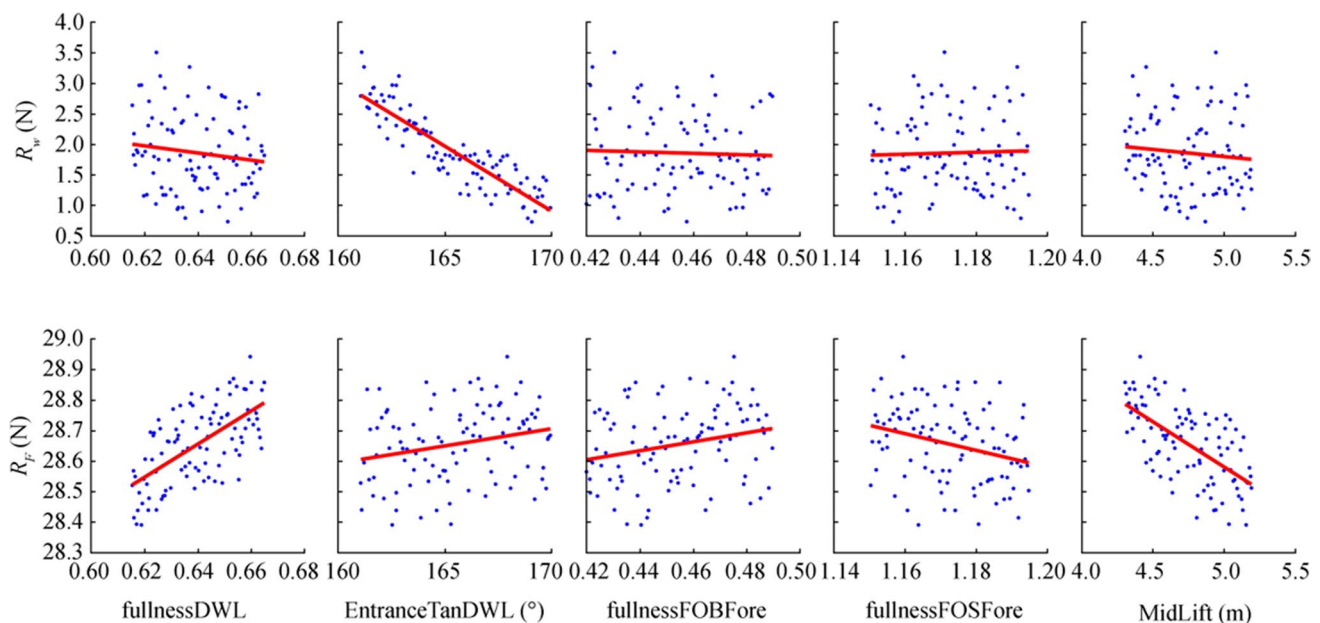 4.0
3.5
3.0
2.5
2.0
1.5
1.0
0.5
R_w (N)
0.60 0.62 0.64 0.66 0.68
160 165 170
0.42 0.44 0.46 0.48 0.50
1.14 1.16 1.18 1.20
4.0 4.5 5.0 5.5
29.0
28.9
28.8
28.7
28.6
28.5
28.4
28.3
R_F (N)
0.60 0.62 0.64 0.66 0.68
160 165 170
0.42 0.44 0.46 0.48 0.50
1.14 1.16 1.18 1.20
4.0 4.5 5.0 5.5
fullnessDWL
EntranceTanDWL (°)
fullnessFOBFore
fullnessFOSFore
MidLift (m)